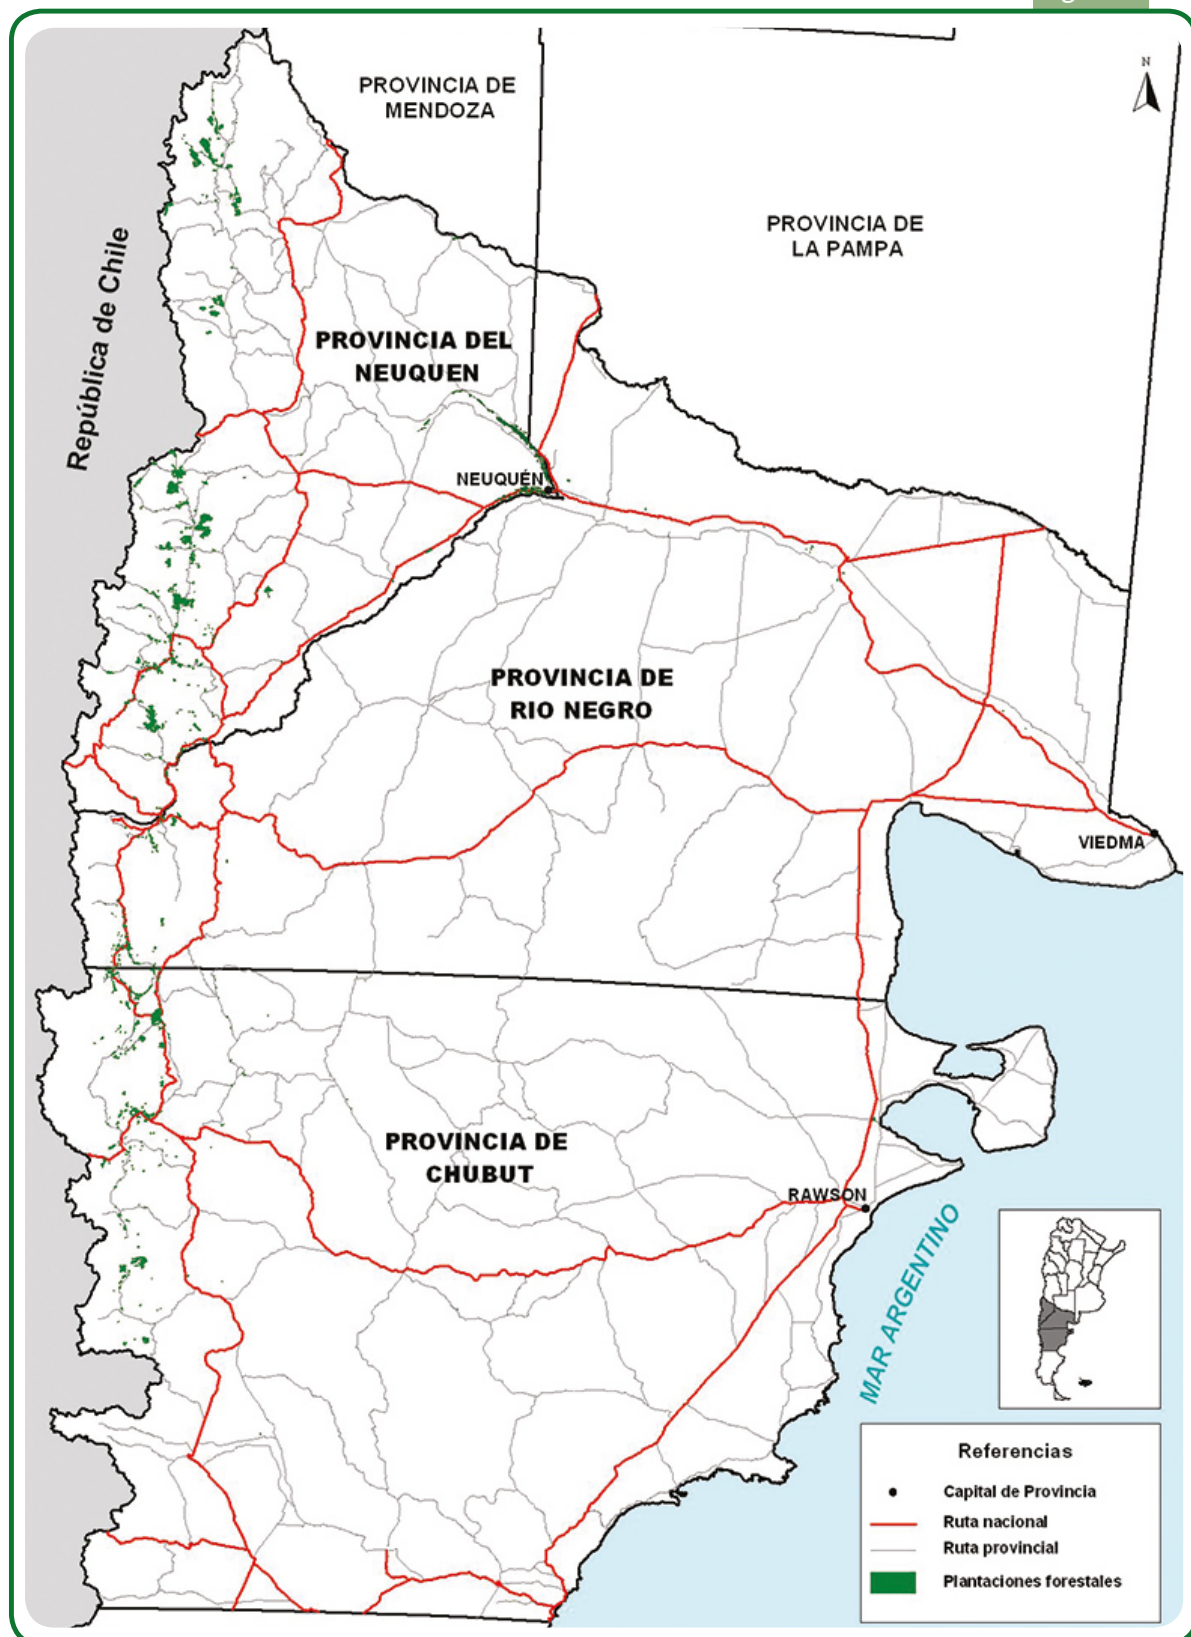 N
PROVINCIA DE
MENDOZA
PROVINCIA DE
LA PAMPA
República de Chile
PROVINCIA DEL
NEUQUEN
NEUQUÉN
PROVINCIA DE
RIO NEGRO
VIEDMA
PROVINCIA DE
CHUBUT
RAWSON
MAR ARGENTINO
Referencias
Capital de Provincia
Ruta nacional
Ruta provincial
Plantaciones forestales